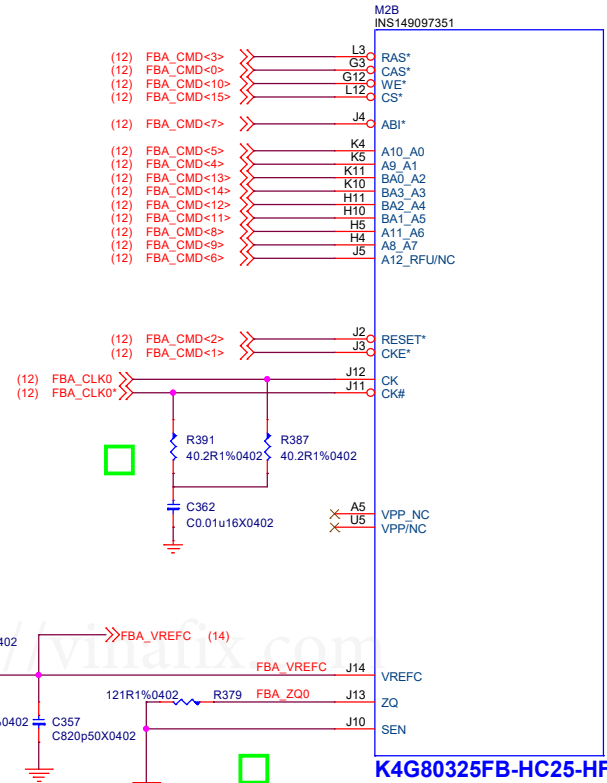 M2B
INS149097351
(12) FBA_CMD<3> L3 RAS*
(12) FBA_CMD<0> G3 CAS*
(12) FBA_CMD<10> G12 WE*
(12) FBA_CMD<15> L12 CS*
(12) FBA_CMD<7> J4 ABI*
(12) FBA_CMD<5> K4 A10_A0
(12) FBA_CMD<4> K5 A9_A1
(12) FBA_CMD<13> K11 BA0_A2
(12) FBA_CMD<14> K10 BA3_A3
(12) FBA_CMD<12> H11 BA2_A4
(12) FBA_CMD<11> H10 BA1_A5
(12) FBA_CMD<8> H5 A11_A6
(12) FBA_CMD<9> H4 A8_A7
(12) FBA_CMD<6> J5 A12_RFU/NC
(12) FBA_CMD<2> J2 RESET*
(12) FBA_CMD<1> J3 CKE*
(12) FBA_CLK0 J12 CK
(12) FBA_CLK0* J11 CK#
R391 R387
40.2R1%0402 40.2R1%0402
C362
C0.01u16X0402
A5 VPP_NC
U5 VPP/NC
402
FBA_VREFC (14)
//vinafix.com
FBA_VREFC J14 VREFC
121R1%0402 R379 FBA_ZQ0 J13 ZQ
%0402 C357
C820p50X0402
J10 SEN
K4G80325FB-HC25-HF